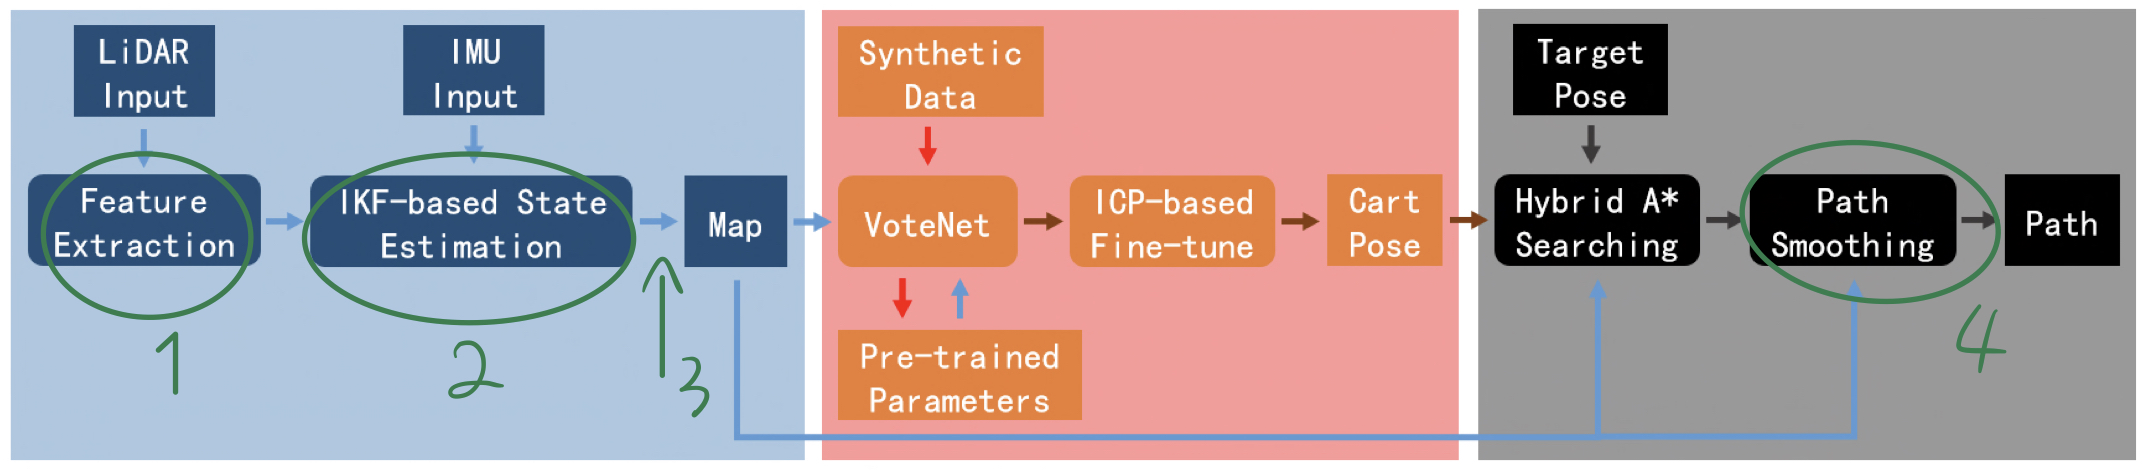 LiDAR
Input
IMU
Input
Feature
Extraction
IKF-based State
Estimation
Map
1
2
3
Synthetic
Data
VoteNet
ICP-based
Fine-tune
Cart
Pose
Pre-trained
Parameters
Target
Pose
Hybrid A*
Searching
Path
Smoothing
Path
4